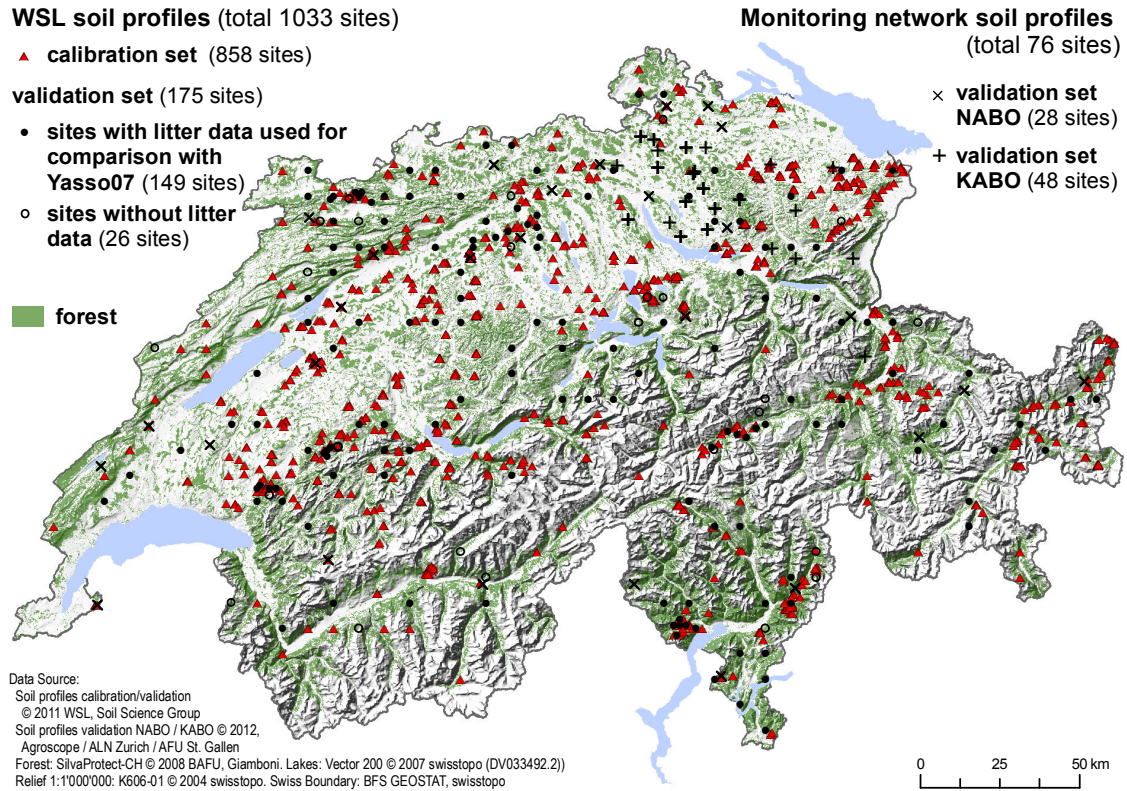 WSL soil profiles (total 1033 sites)
calibration set (858 sites)
validation set (175 sites)
sites with litter data used for
comparison with
Yasso07 (149 sites)
sites without litter
data (26 sites)
forest
Monitoring network soil profiles
(total 76 sites)
validation set
NABO (28 sites)
validation set
KABO (48 sites)
Data Source:
Soil profiles calibration/validation
© 2011 WSL, Soil Science Group
Soil profiles validation NABO / KABO © 2012,
Agroscope / ALN Zurich / AFU St. Gallen
Forest: SilvaProtect-CH © 2008 BAFU, Giamboni. Lakes: Vector 200 © 2007 swisstopo (DV033492.2))
Relief 1:1'000'000: K606-01 © 2004 swisstopo. Swiss Boundary: BFS GEOSTAT, swisstopo
0 25 50 km